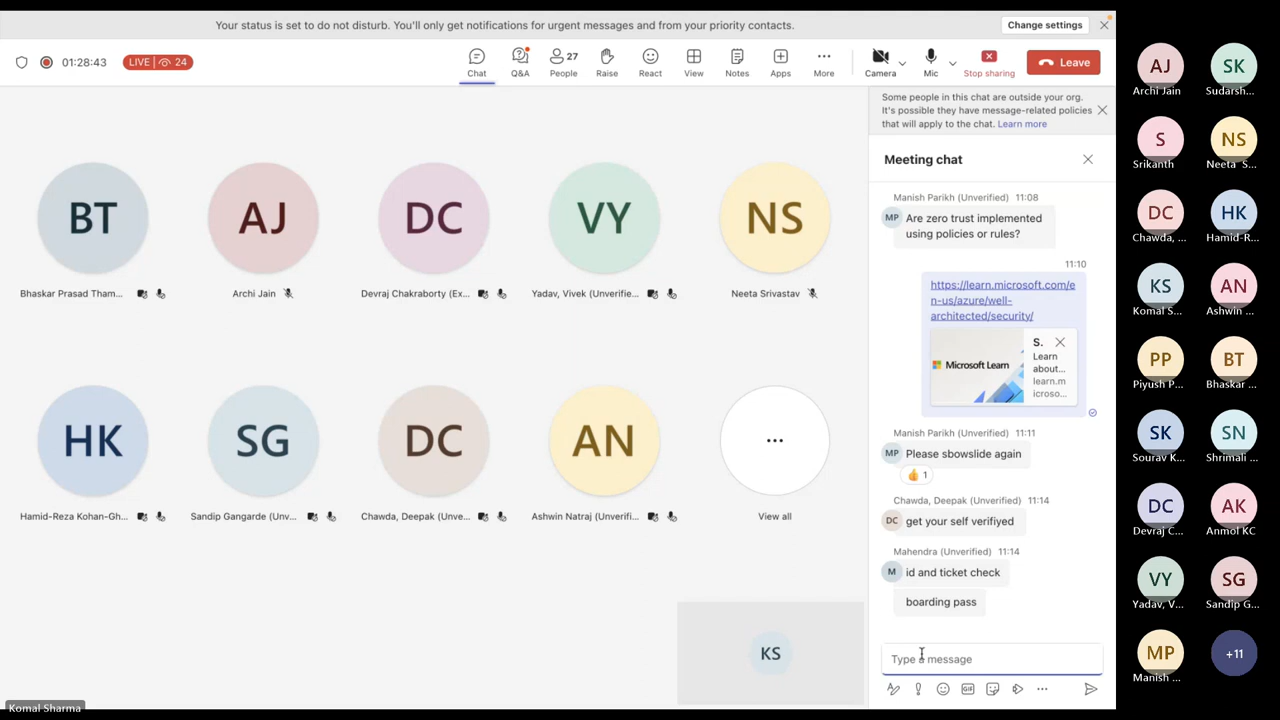 Your status is set to do not disturb. You'll only get notifications for urgent messages and from your priority contacts.
Change settings
01:28:43
LIVE | 24
Chat
Q&A
27
People
Raise
React
View
Notes
Apps
More
Camera
Mic
Stop sharing
Leave
BT
Bhaskar Prasad Tham...
AJ
Archi Jain
DC
Devraj Chakraborty (Ex...
VY
Yadav, Vivek (Unverifie...
NS
Neeta Srivastav
HK
Hamid-Reza Kohan-Gh...
SG
Sandip Gangarde (Unv...
DC
Chawda, Deepak (Unve...
AN
Ashwin Natraj (Unverifi...
...
View all
KS
Komal Sharma
Some people in this chat are outside your org.
It's possible they have message-related policies
that will apply to the chat. Learn more
Meeting chat
Manish Parikh (Unverified) 11:08
MP
Are zero trust implemented
using policies or rules?
11:10
https://learn.microsoft.com/e
n-us/azure/well-
architected/security/
Microsoft Learn
S.
Learn
about...
learn.m
icroso...
Manish Parikh (Unverified) 11:11
MP
Please sbowslide again
👍 1
Chawda, Deepak (Unverified) 11:14
DC
get your self verifiyed
Mahendra (Unverified) 11:14
M
id and ticket check
boarding pass
Type a message
GIF
AJ
Archi Jain
SK
Sudarsh...
S
Srikanth
NS
Neeta S...
DC
Chawda, ...
HK
Hamid-R...
KS
Komal S...
AN
Ashwin ...
PP
Piyush P...
BT
Bhaskar ...
SK
Sourav K...
SN
Shrimali ...
DC
Devraj C...
AK
Anmol KC
VY
Yadav, V...
SG
Sandip G...
MP
Manish ...
+11